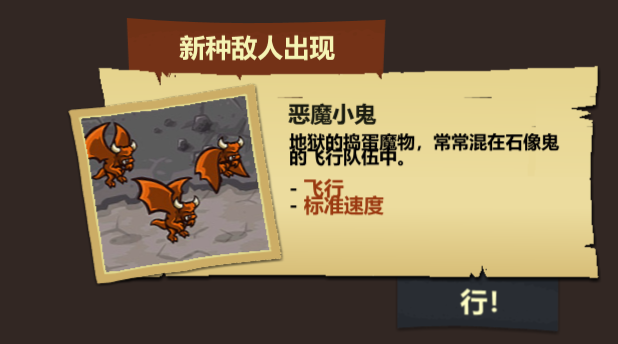 新种敌人出现
恶魔小鬼
地狱的捣蛋魔物，常常混在石像鬼
的飞行队伍中。
- 飞行
- 标准速度
行！